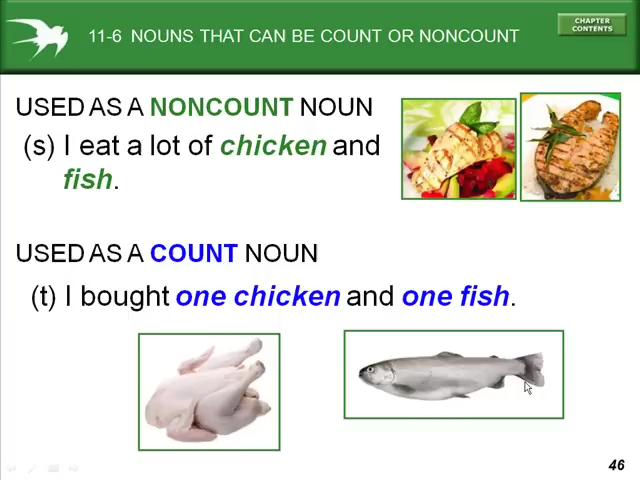 11-6 NOUNS THAT CAN BE COUNT OR NONCOUNT
CHAPTER
CONTENTS
USED AS A NONCOUNT NOUN
(s) I eat a lot of chicken and
fish.
USED AS A COUNT NOUN
(t) I bought one chicken and one fish.
46